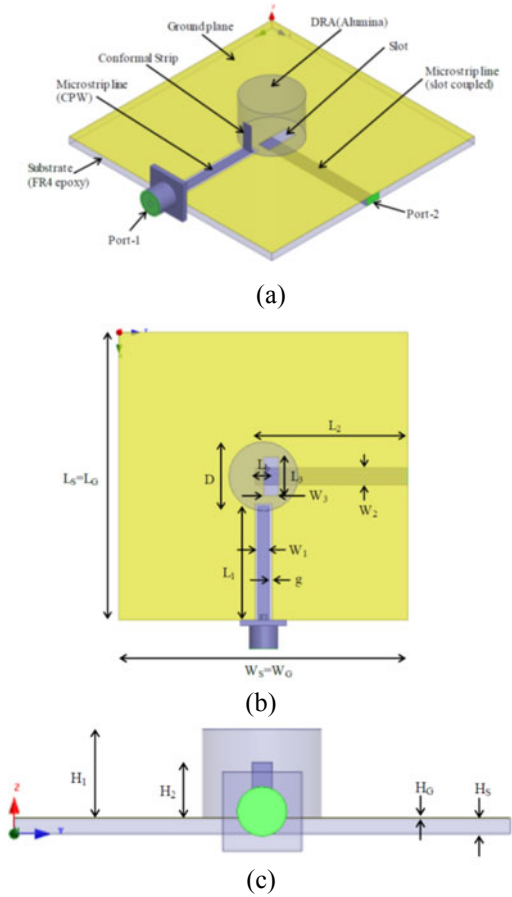 Ground plane
DRA(Alumina)
Slot
Conformal Strip
Microstrip line
(CPW)
Microstrip line
(slot coupled)
Substrate
(FR4 epoxy)
Port-1
Port-2
(a)
L2
D
L3
W3
W2
LS=LG
L1
W1
g
WS=WG
(b)
H1
H2
HG
HS
Z
Y
(c)